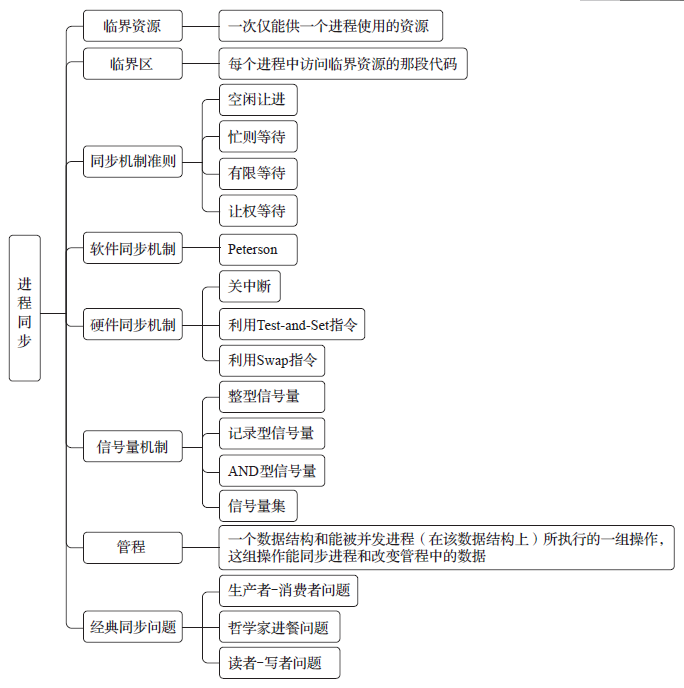 进程同步
临界资源
一次仅能供一个进程使用的资源
临界区
每个进程中访问临界资源的那段代码
同步机制准则
空闲让进
忙则等待
有限等待
让权等待
软件同步机制
Peterson
硬件同步机制
关中断
利用Test-and-Set指令
利用Swap指令
信号量机制
整型信号量
记录型信号量
AND型信号量
信号量集
管程
一个数据结构和能被并发进程（在该数据结构上）所执行的一组操作，
这组操作能同步进程和改变管程中的数据
经典同步问题
生产者-消费者问题
哲学家进餐问题
读者-写者问题